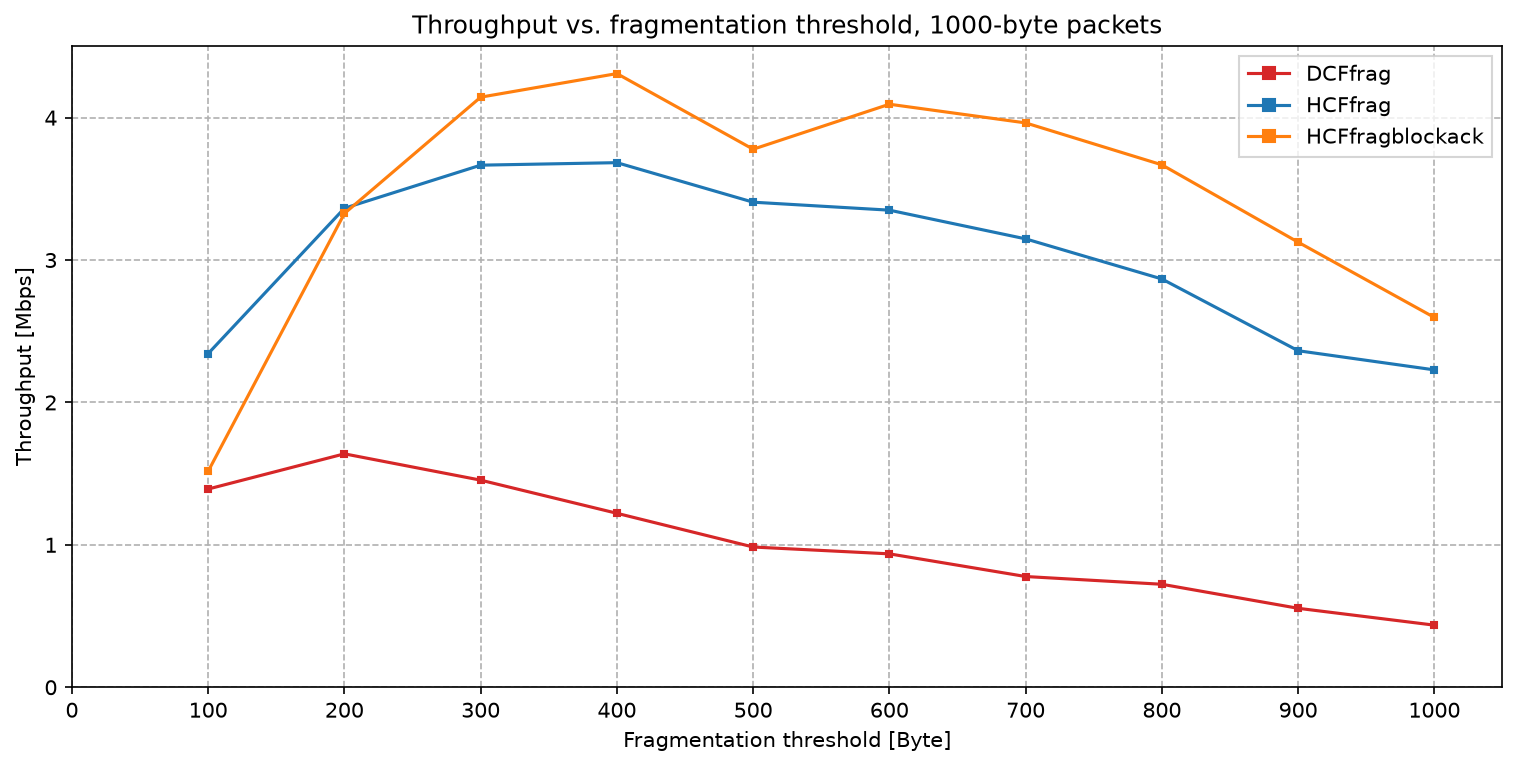 Throughput vs. fragmentation threshold, 1000-byte packets
DCFfrag
HCFfrag
HCFfragblockack
Throughput [Mbps]
4
3
2
1
0
0 100 200 300 400 500 600 700 800 900 1000
Fragmentation threshold [Byte]